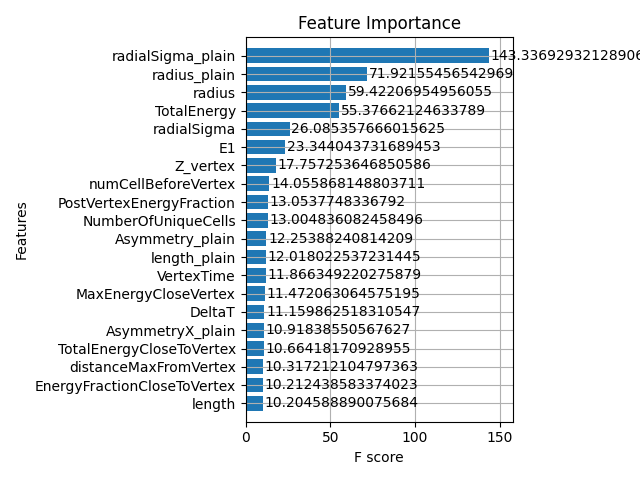 Feature Importance
radialSigma_plain 143.3369293212890
radius_plain 71.92155456542969
radius 59.42206954956055
TotalEnergy 55.37662124633789
radialSigma 26.085357666015625
E1 23.344043731689453
Z_vertex 17.757253646850586
numCellBeforeVertex 14.055868148803711
PostVertexEnergyFraction 13.0537748336792
NumberOfUniqueCells 13.004836082458496
Asymmetry_plain 12.25388240814209
length_plain 12.018022537231445
VertexTime 11.866349220275879
MaxEnergyCloseVertex 11.472063064575195
DeltaT 11.159862518310547
AsymmetryX_plain 10.91838550567627
TotalEnergyCloseToVertex 10.66418170928955
distanceMaxFromVertex 10.317212104797363
EnergyFractionCloseToVertex 10.212438583374023
length 10.204588890075684
0 50 100 150
F score
Features